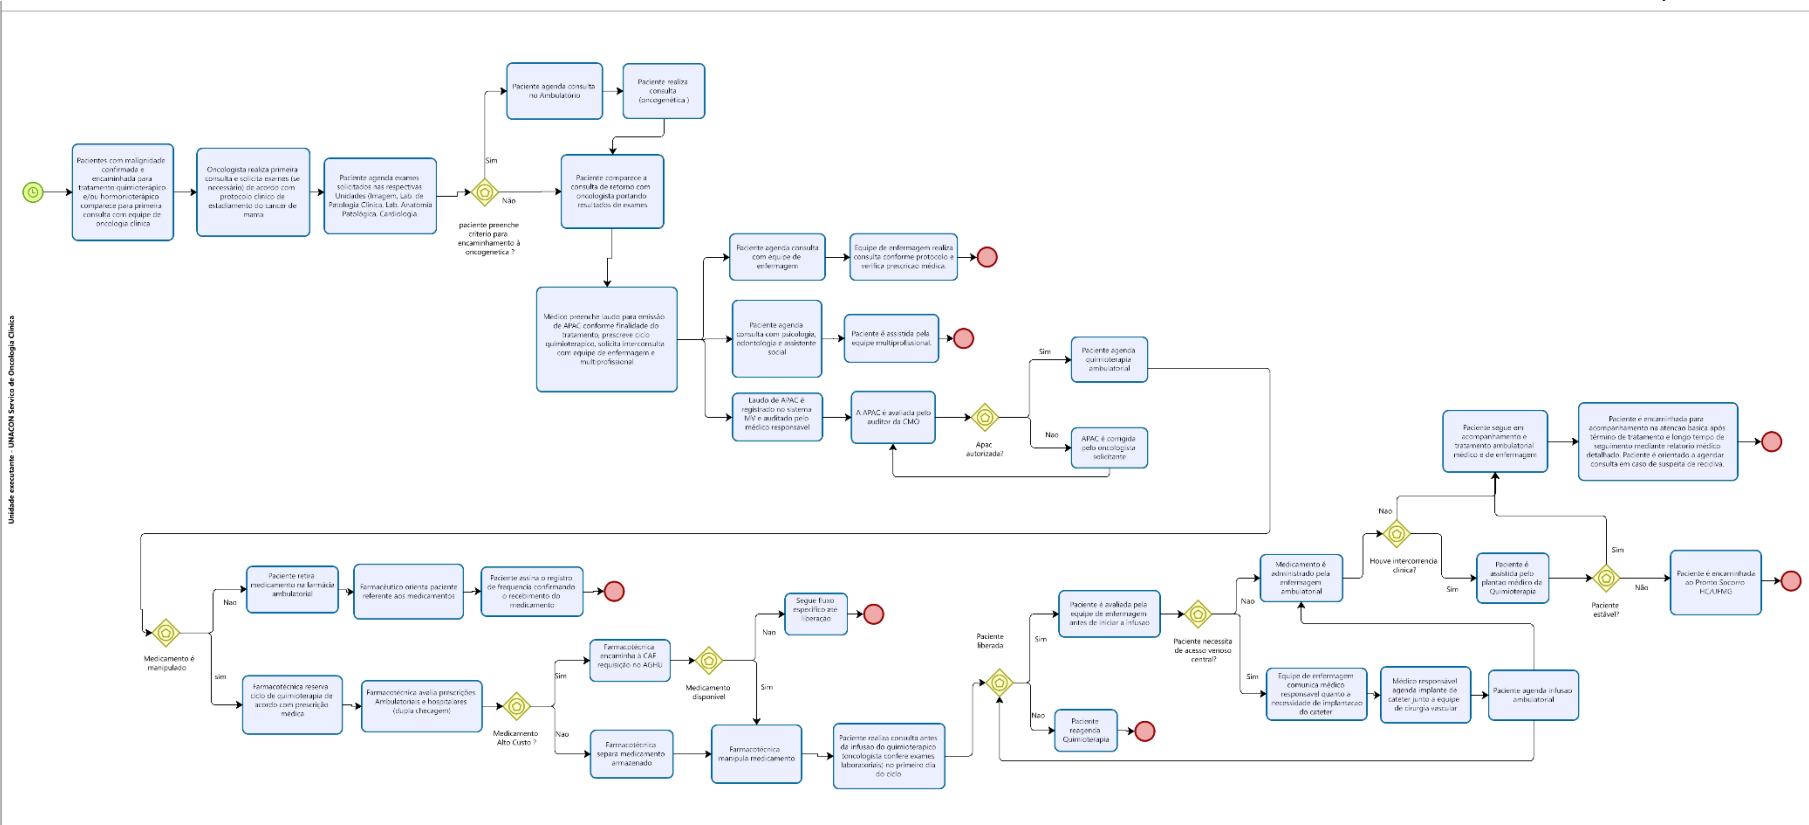 Unidade executante - UNACON Servico de Oncologia Clinica
Pacientes com malignidade
confirmada e
encaminhada para
tratamento quimioterápico
e/ou hormonioterápico
comparece para primeira
consulta com equipe de
oncologia clinica
Oncologista realiza primeira
consulta e solicita exames (se
necessário) de acordo com
protocolo clinico de
estadiamento do cancer de
mama
Paciente agenda exames
solicitados nas respectivas
Unidades (Imagem, Lab. de
Patologia Clinica, Lab. Anatomia
Patológica, Cardiologia.
Sim
Não
paciente preenche
criterio para
encaminhamento à
oncogenetica ?
Paciente agenda consulta
no Ambulatório
Paciente realiza
consulta
(oncogenética )
Paciente comparece a
consulta de retorno com
oncologista portando
resultados de exames
Médico preenche laudo para emissão
de APAC conforme finalidade do
tratamento, prescreve ciclo
quimioterapico, solicita interconsulta
com equipe de enfermagem e
multiprofissional
Paciente agenda consulta
com equipe de
enfermagem
Equipe de enfermagem realiza
consulta conforme protocolo e
verifica prescricao médica.
Paciente agenda
consulta com psicologia,
odontologia e assistente
social
Paciente é assistida pela
equipe multiprofissional.
Laudo de APAC é
registrado no sistema
MV e auditado pelo
médico responsavel
A APAC é avaliada pelo
auditor da CMO
Apac
autorizada?
Sim
Nao
Paciente agenda
quimioterapia
ambulatorial
APAC é corrigida
pelo oncologista
solicitante
Medicamento é
manipulado
Nao
sim
Paciente retira
medicamento na farmácia
ambulatorial
Farmacêutico orienta paciente
referente aos medicamentos
Paciente assina o registro
de frequencia confirmando
o recebimento do
medicamento
Farmacotécnica reserva
ciclo de quimioterapia de
acordo com prescrição
médica
Farmacotécnica avalia prescrições
Ambulatoriais e hospitalares
(dupla checagem)
Medicamento
Alto Custo ?
Sim
Nao
Farmacotécnica
encaminha à CAF
requisição no AGHU
Medicamento
disponivel
Nao
Sim
Segue fluxo
especifico até
liberação
Farmacotécnica
separa medicamento
armazenado
Farmacotécnica
manipula medicamento
Paciente realiza consulta antes
da infusao do quimioterapico
(oncologista confere exames
laboratoriais) no primeiro dia
do ciclo
Paciente
liberada
Sim
Nao
Paciente
reagenda
Quimioterapia
Paciente é avaliada pela
equipe de enfermagem
antes de iniciar a infusao
Paciente necessita
de acesso venoso
central?
Nao
Sim
Medicamento é
administrado pela
enfermagem
ambulatorial
Equipe de enfermagem
comunica médico
responsavel quanto a
necessidade de implantacao
do cateter
Médico responsável
agenda implante de
cateter junto a equipe
de cirurgia vascular
Paciente agenda infusao
ambulatorial
Houve intercorrencia
clinica?
Nao
Sim
Paciente é
assistida pelo
plantao médico da
Quimioterapia
Paciente
estável?
Sim
Não
Paciente é encaminhada
ao Pronto Socorro
HC/UFMG
Paciente segue em
acompanhamento e
tratamento ambulatorial
médico e de enfermagem
Paciente é encaminhada para
acompanhamento na atencao basica após
término de tratamento e longo tempo de
seguimento mediante relatorio médico
detalhado. Paciente é orientado a agendar
consulta em caso de suspeita de recidiva.